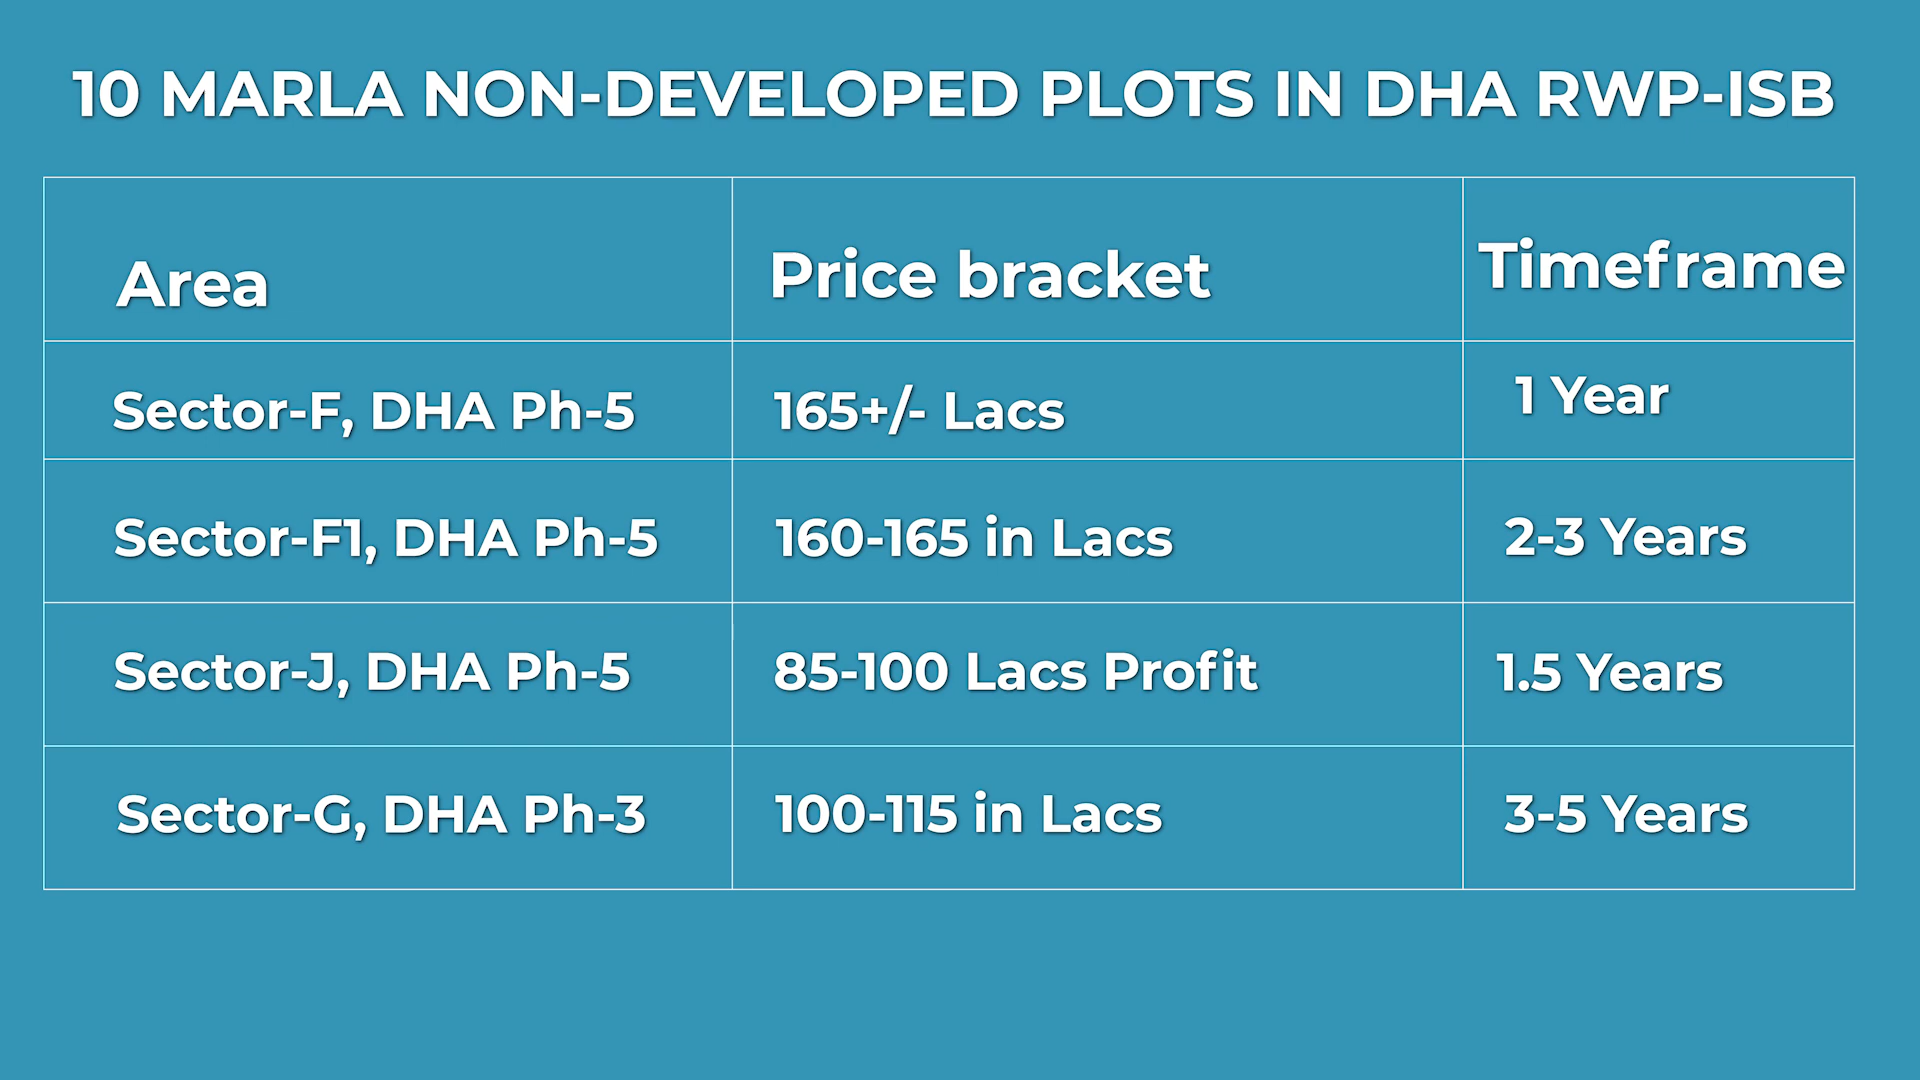 10 MARLA NON-DEVELOPED PLOTS IN DHA RWP-ISB
Area
Price bracket
Timeframe
Sector-F, DHA Ph-5
165+/- Lacs
1 Year
Sector-F1, DHA Ph-5
160-165 in Lacs
2-3 Years
Sector-J, DHA Ph-5
85-100 Lacs Profit
1.5 Years
Sector-G, DHA Ph-3
100-115 in Lacs
3-5 Years